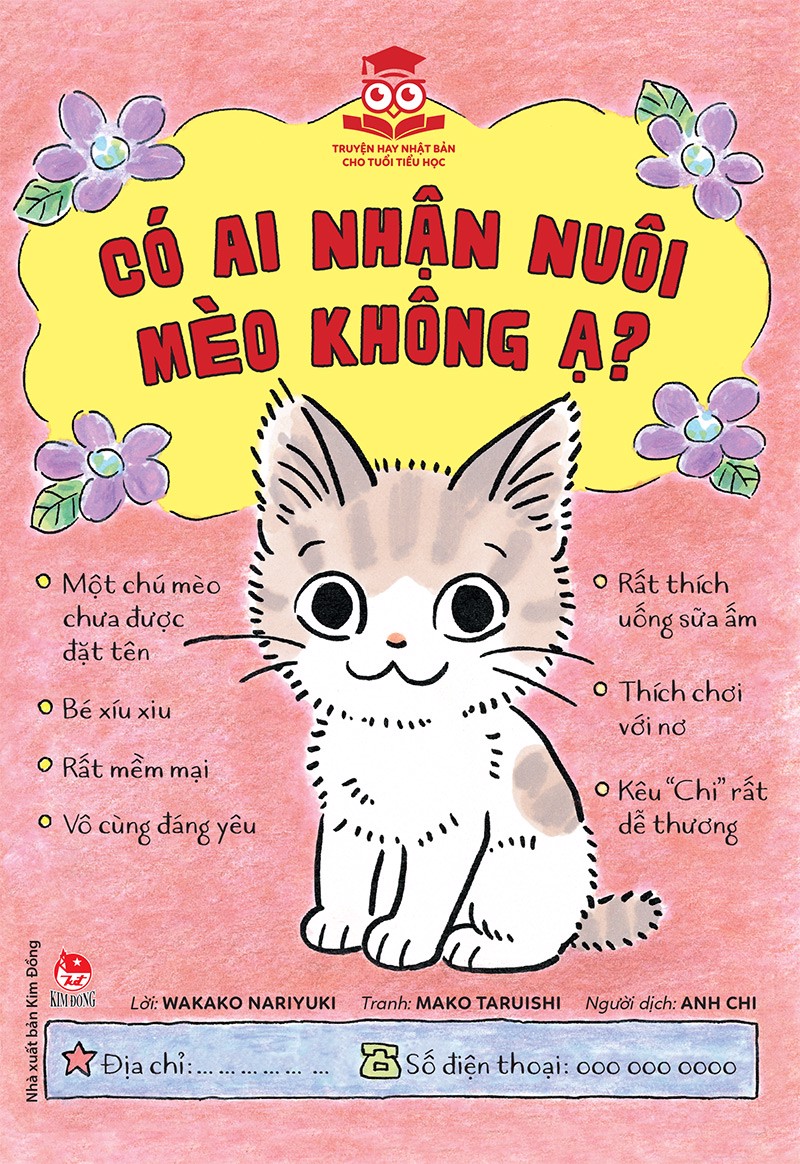 TRUYỆN HAY NHẬT BẢN
CHO TUỔI TIỂU HỌC
CÓ AI NHẬN NUÔI
MÈO KHÔNG Ạ?
Một chú mèo
chưa được
đặt tên
Bé xíu xiu
Rất mềm mại
Vô cùng đáng yêu
Rất thích
uống sữa ấm
Thích chơi
với nơ
Kêu “Chi” rất
dễ thương
Nhà xuất bản Kim Đồng
KIM ĐỒNG
Lời: WAKAKO NARIYUKI Tranh: MAKO TARUISHI Người dịch: ANH CHI
Địa chỉ: ... ... ... ... ... ...
Số điện thoại: 000 000 0000